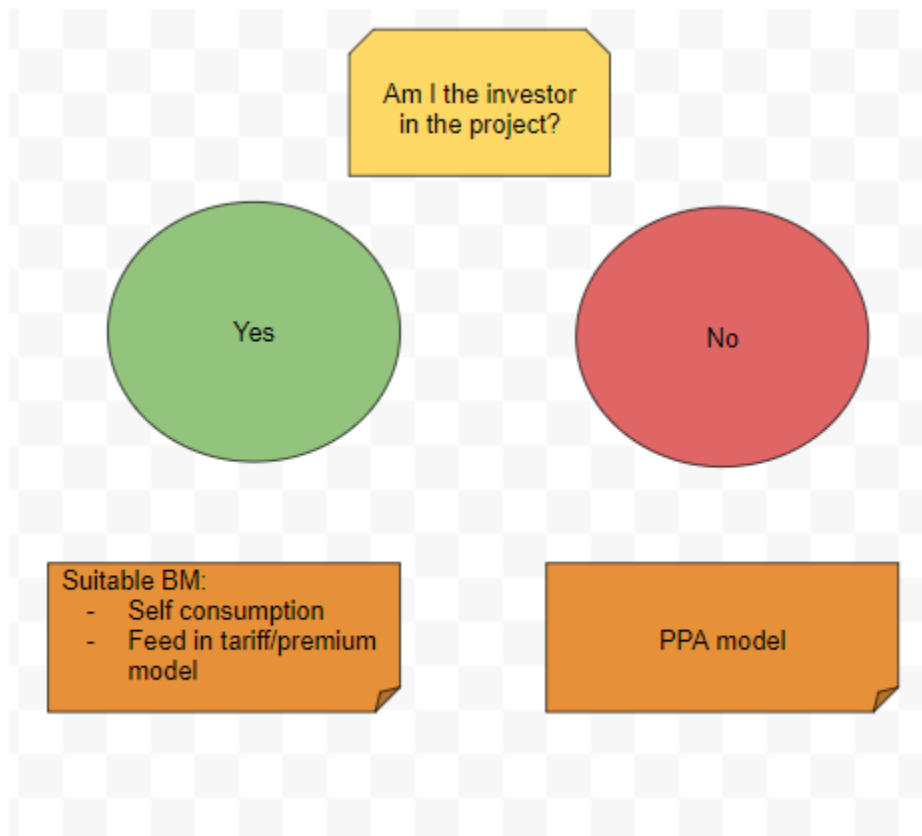 Am I the investor
in the project?
Yes
No
Suitable BM:
- Self consumption
- Feed in tariff/premium
model
PPA model